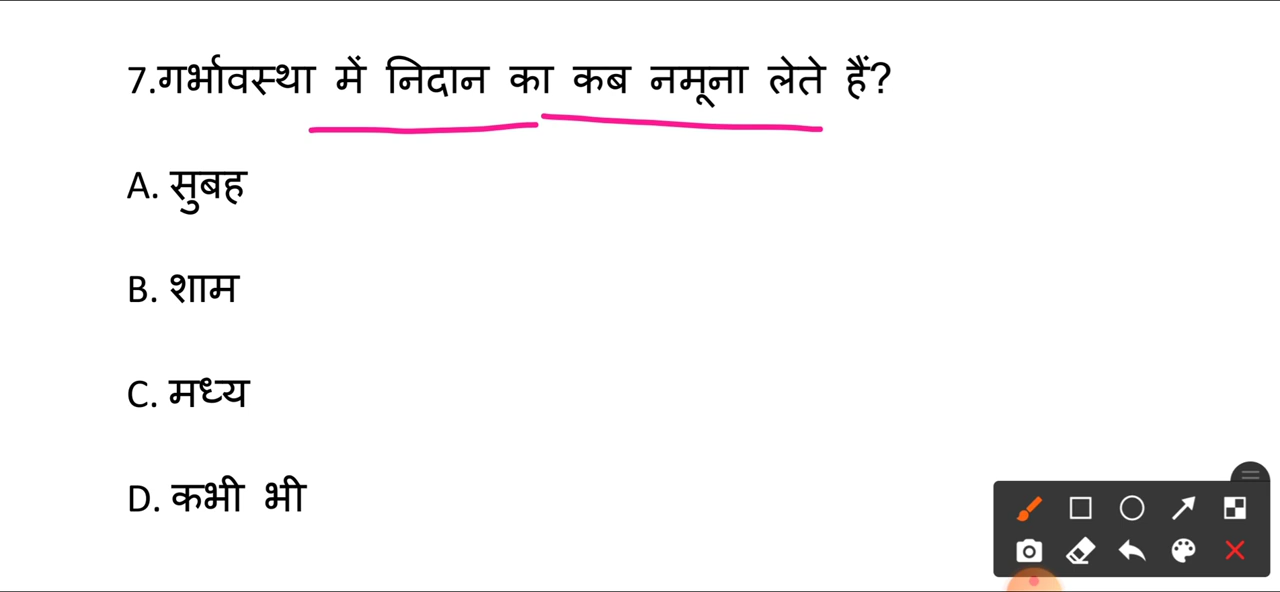 7.गर्भावस्था में निदान का कब नमूना लेते हैं?
A. सुबह
B. शाम
C. मध्य
D. कभी भी